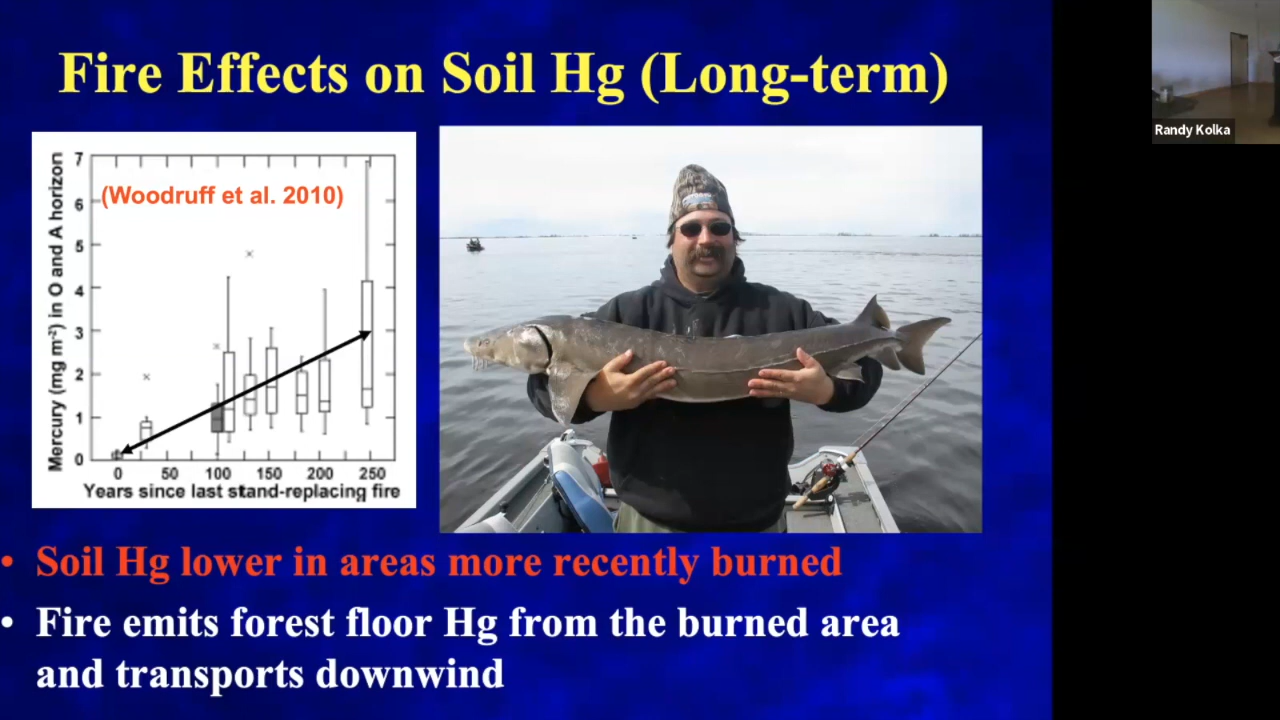 Fire Effects on Soil Hg (Long-term)
Randy Kolka
(Woodruff et al. 2010)
Mercury (mg m-2) in O and A horizon
7
6
5
4
3
2
1
0
0 50 100 150 200 250
Years since last stand-replacing fire
• Soil Hg lower in areas more recently burned
• Fire emits forest floor Hg from the burned area
and transports downwind